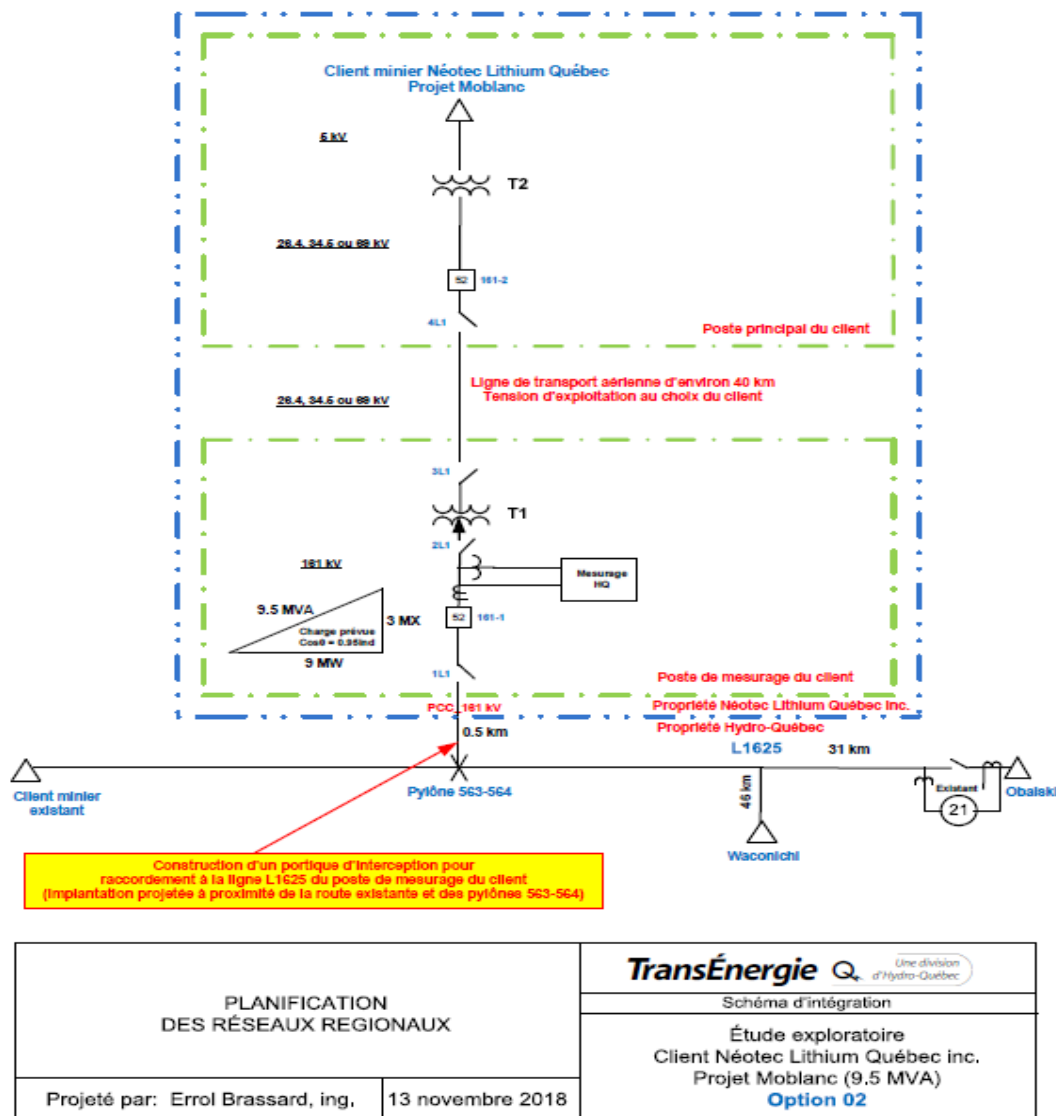 Client minier Néotec Lithium Québec
Projet Moblanc
5 kV
T2
26.4, 34.5 ou 69 kV
52
161-2
4L1
Poste principal du client
Ligne de transport aérienne d'environ 40 km
Tension d'exploitation au choix du client
26.4, 34.5 ou 69 kV
3L1
T1
2L1
161 kV
Mesurage
HQ
9.5 MVA
3 MX
Charge prévue
Cosθ = 0.95ind
9 MW
52
161-1
1L1
Poste de mesurage du client
PCC_161 kV
Propriété Néotec Lithium Québec inc.
Propriété Hydro-Québec
0.5 km
L1625
31 km
Client minier
existant
Pylône 563-564
46 km
Existant
21
Obalski
Waconichi
Construction d'un portique d'interception pour
raccordement à la ligne L1625 du poste de mesurage du client
(implantation projetée à proximité de la route existante et des pylônes 563-564)
PLANIFICATION
DES RÉSEAUX REGIONAUX
TransÉnergie
Une division
d'Hydro-Québec
Schéma d'intégration
Étude exploratoire
Client Néotec Lithium Québec inc.
Projet Moblanc (9.5 MVA)
Option 02
Projeté par: Errol Brassard, ing.
13 novembre 2018